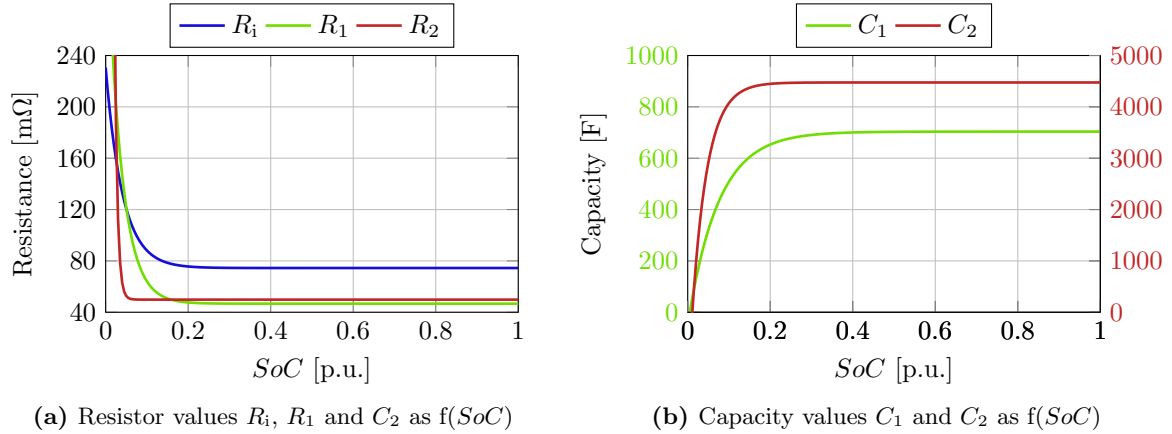 R_i R_1 R_2
240
200
160
120
80
40
0 0.2 0.4 0.6 0.8 1
Resistance [mΩ]
SoC [p.u.]
(a) Resistor values R_i, R_1 and C_2 as f(SoC)
C_1 C_2
1000 5000
800 4000
600 3000
400 2000
200 1000
0 0
0 0.2 0.4 0.6 0.8 1
Capacity [F]
SoC [p.u.]
(b) Capacity values C_1 and C_2 as f(SoC)